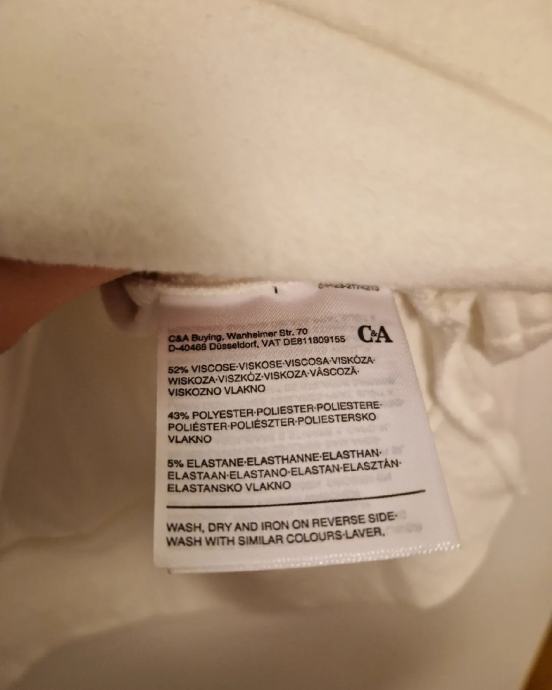 C&A Buying, Wanheimer Str. 70
D-40468 Düsseldorf, VAT DE811809155
C&A
52% VISCOSE·VISKOSE·VISCOSA·VISKÓZA·
WISKOZA·VISZKÓZ·VISKOZA·VÂSCOZĂ·
VISKOZNO VLAKNO
43% POLYESTER·POLIESTER·POLIESTERE·
POLIÉSTER·POLIÉSZTER·POLIESTERSKO
VLAKNO
5% ELASTANE·ELASTHANNE·ELASTHAN·
ELASTAAN·ELASTANO·ELASTAN·ELASZTÁN·
ELASTANSKO VLAKNO
WASH, DRY AND IRON ON REVERSE SIDE·
WASH WITH SIMILAR COLOURS·LAVER,